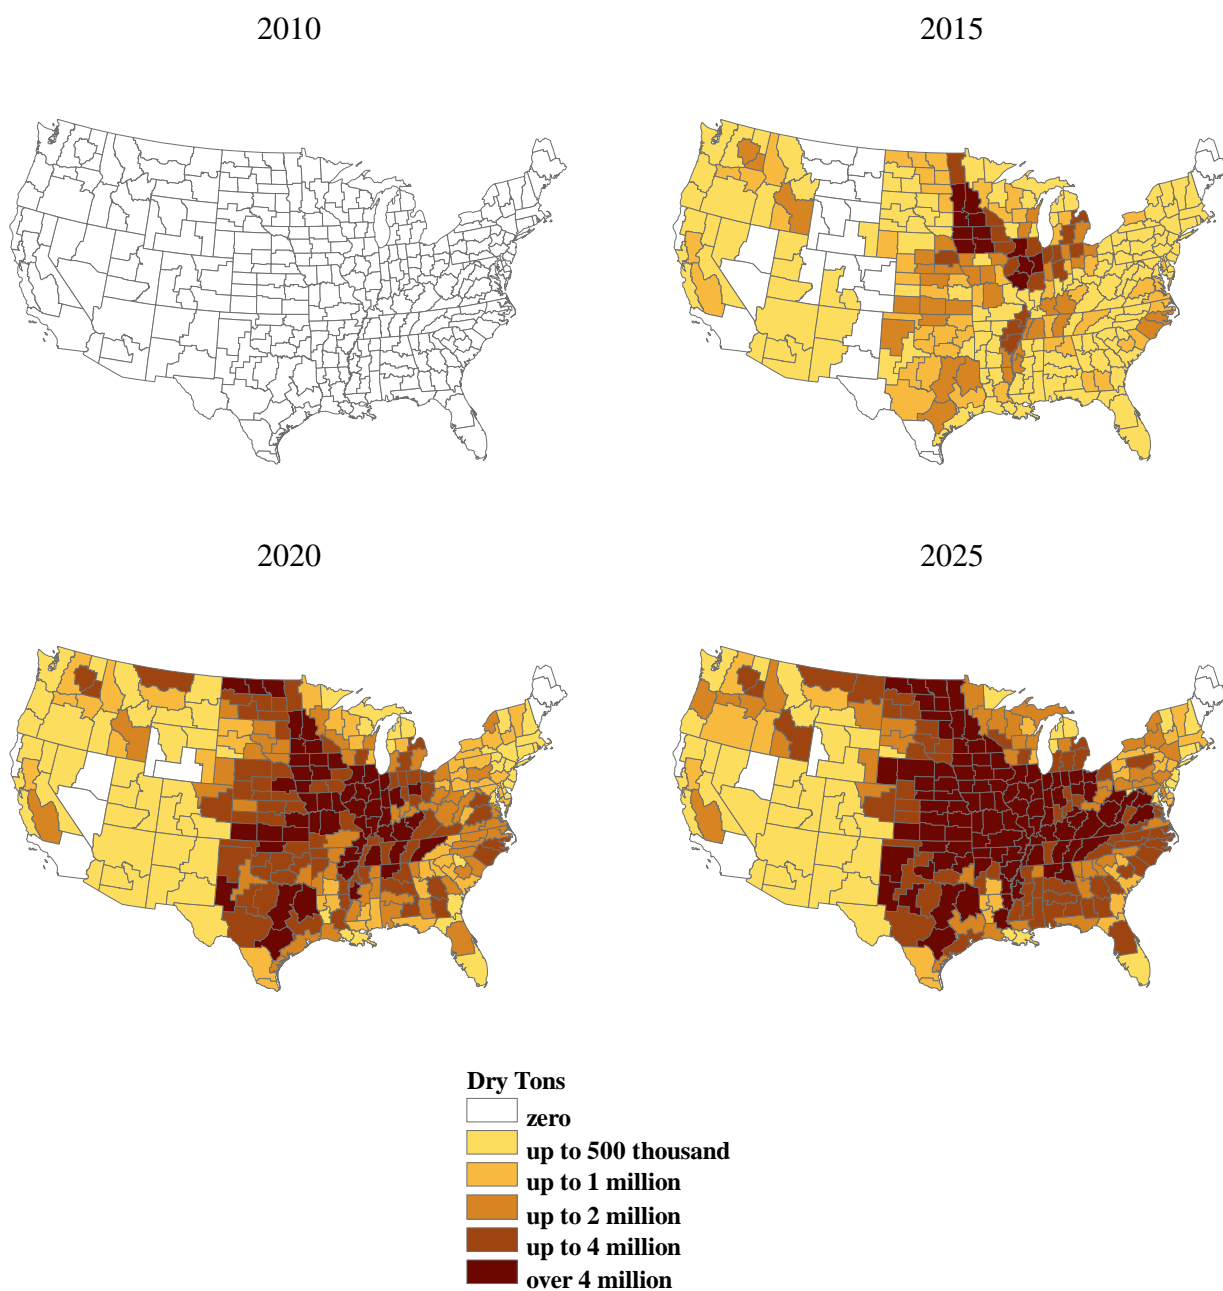 2010
2015
2020
2025
Dry Tons
zero
up to 500 thousand
up to 1 million
up to 2 million
up to 4 million
over 4 million